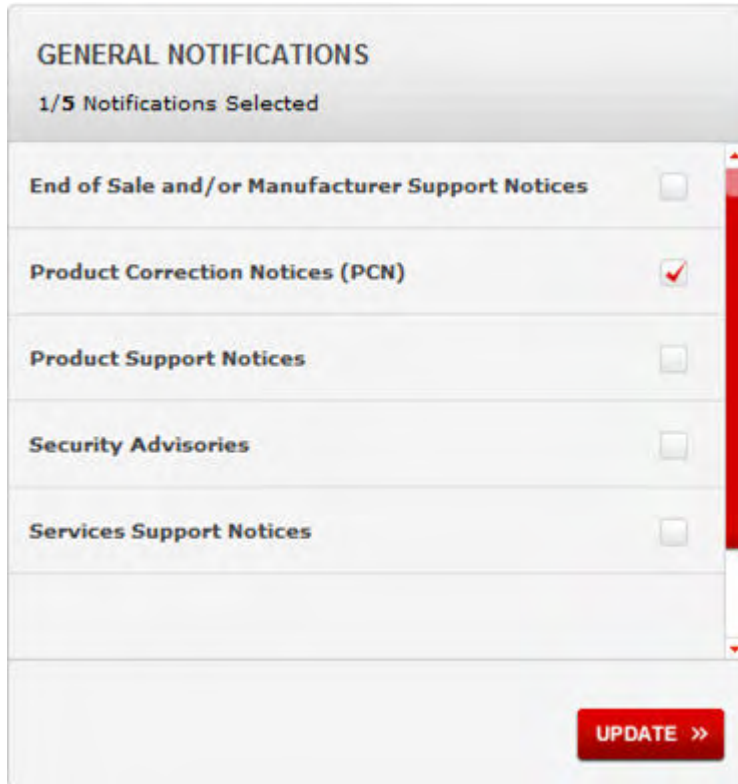 GENERAL NOTIFICATIONS
1/5 Notifications Selected
End of Sale and/or Manufacturer Support Notices
Product Correction Notices (PCN)
Product Support Notices
Security Advisories
Services Support Notices
UPDATE »